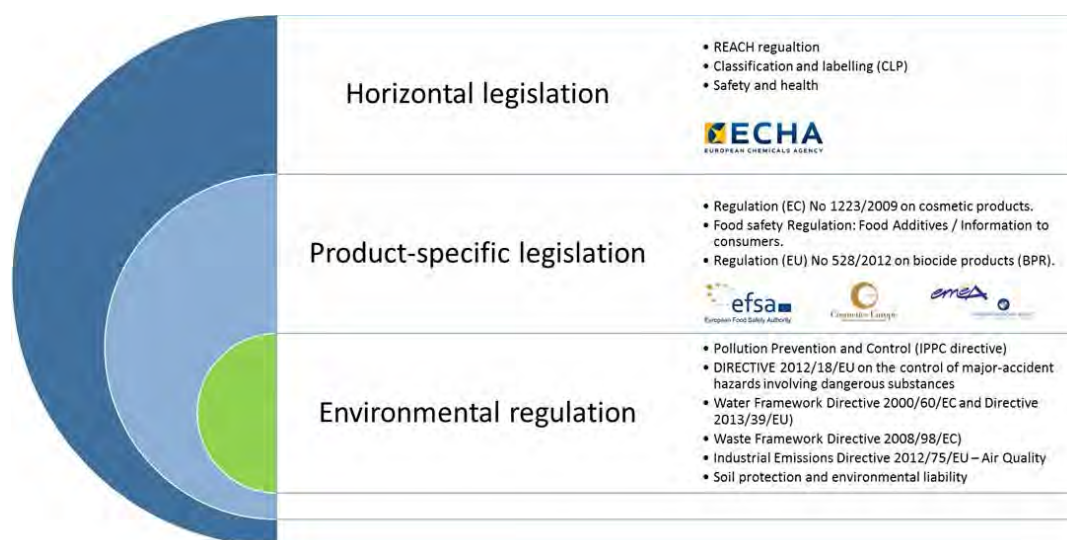 Horizontal legislation
• REACH regualtion
• Classification and labelling (CLP)
• Safety and health
ECHA
EUROPEAN CHEMICALS AGENCY
Product-specific legislation
• Regulation (EC) No 1223/2009 on cosmetic products.
• Food safety Regulation: Food Additives / Information to
consumers.
• Regulation (EU) No 528/2012 on biocide products (BPR).
efsa
European Food Safety Authority
Cosmetics Europe
emea
Environmental regulation
• Pollution Prevention and Control (IPPC directive)
• DIRECTIVE 2012/18/EU on the control of major-accident
hazards involving dangerous substances
• Water Framework Directive 2000/60/EC and Directive
2013/39/EU)
• Waste Framework Directive 2008/98/EC)
• Industrial Emissions Directive 2012/75/EU – Air Quality
• Soil protection and environmental liability